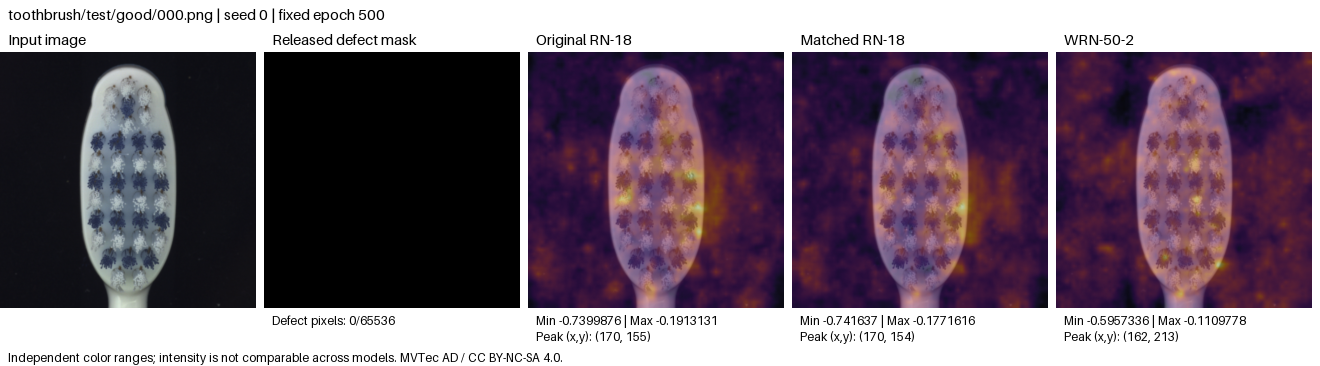 toothbrush/test/good/000.png | seed 0 | fixed epoch 500
Input image
Released defect mask
Original RN-18
Matched RN-18
WRN-50-2
Defect pixels: 0/65536
Min -0.7399876 | Max -0.1913131
Peak (x,y): (170, 155)
Min -0.741637 | Max -0.1771616
Peak (x,y): (170, 154)
Min -0.5957336 | Max -0.1109778
Peak (x,y): (162, 213)
Independent color ranges; intensity is not comparable across models. MVTec AD / CC BY-NC-SA 4.0.